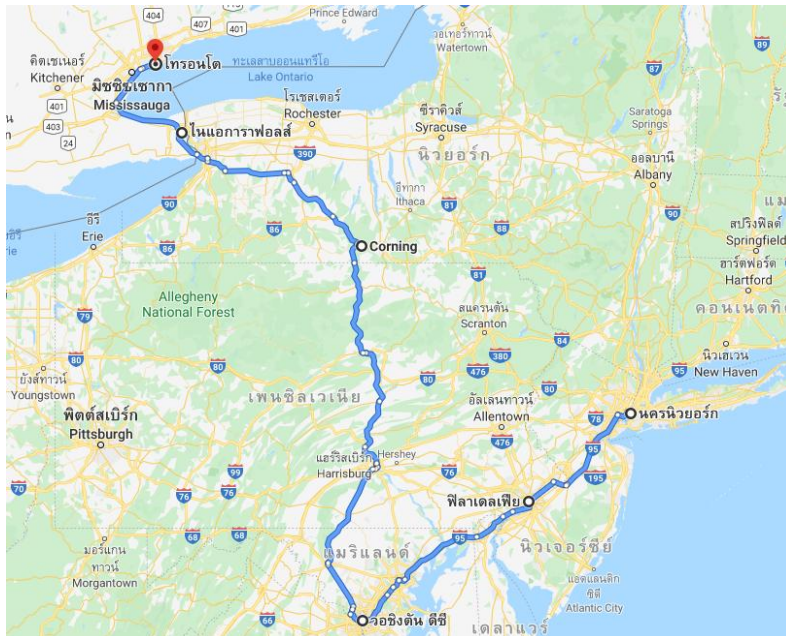 404
407
401
Prince Edward
วอเทอร์ทาวน์
Watertown
89
87
คิตเชเนอร์
Kitchener
โทรอนโต
ทะเลสาบออนแทรีโอ
Lake Ontario
มิซซิซเซากา
Mississauga
401
403
24
โรเชสเตอร์
Rochester
ซีราคิวส์
Syracuse
Saratoga
Springs
ไนแอการาฟอลส์
390
นิวยอร์ก
ออลบานี
Albany
อีทากา
Ithaca
81
90
90
88
86
86
อีรี
Erie
Corning
สปริงฟีลด์
Springfield
ฮาร์ตฟอร์ด
Hartford
81
Allegheny
National Forest
79
สแครนตัน
Scranton
84
คอนเนตทิ
นิวเฮเวน
New Haven
95
80
80
380
476
80
80
ยังส์ทาวน์
Youngstown
เพนซิลเวเนีย
อัลเลนทาวน์
Allentown
78
นครนิวยอร์ก
พิตต์สเบิร์ก
Pittsburgh
476
95
แฮร์ริสเบิร์ก
Harrisburg
Hershey
76
195
99
70
76
76
ฟิลาเดลเฟีย
68
68
มอร์แกน
ทาวน์
Morgantown
แมริแลนด์
95
นิวเจอร์ซีย์
แอตแลนติก
ซิตี
Atlantic City
66
วอชิงตัน ดีซี
เดลาแวร์